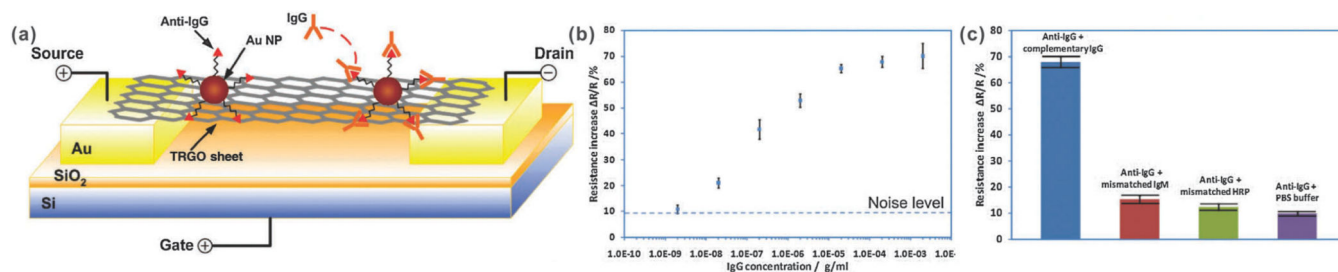 (a)
Anti-IgG
IgG
Au NP
Source
Drain
Au
TRGO sheet
SiO2
Si
Gate
(b)
Resistance increase ΔR/R /%
80
70
60
50
40
30
20
10
0
Noise level
1.0E-10 1.0E-09 1.0E-08 1.0E-07 1.0E-06 1.0E-05 1.0E-04 1.0E-03 1.0E-
IgG concentration / g/ml
(c)
Resistance increase ΔR/R /%
80
70
60
50
40
30
20
10
0
Anti-IgG +
complementary IgG
Anti-IgG +
mismatched IgM
Anti-IgG +
mismatched HRP
Anti-IgG +
PBS buffer